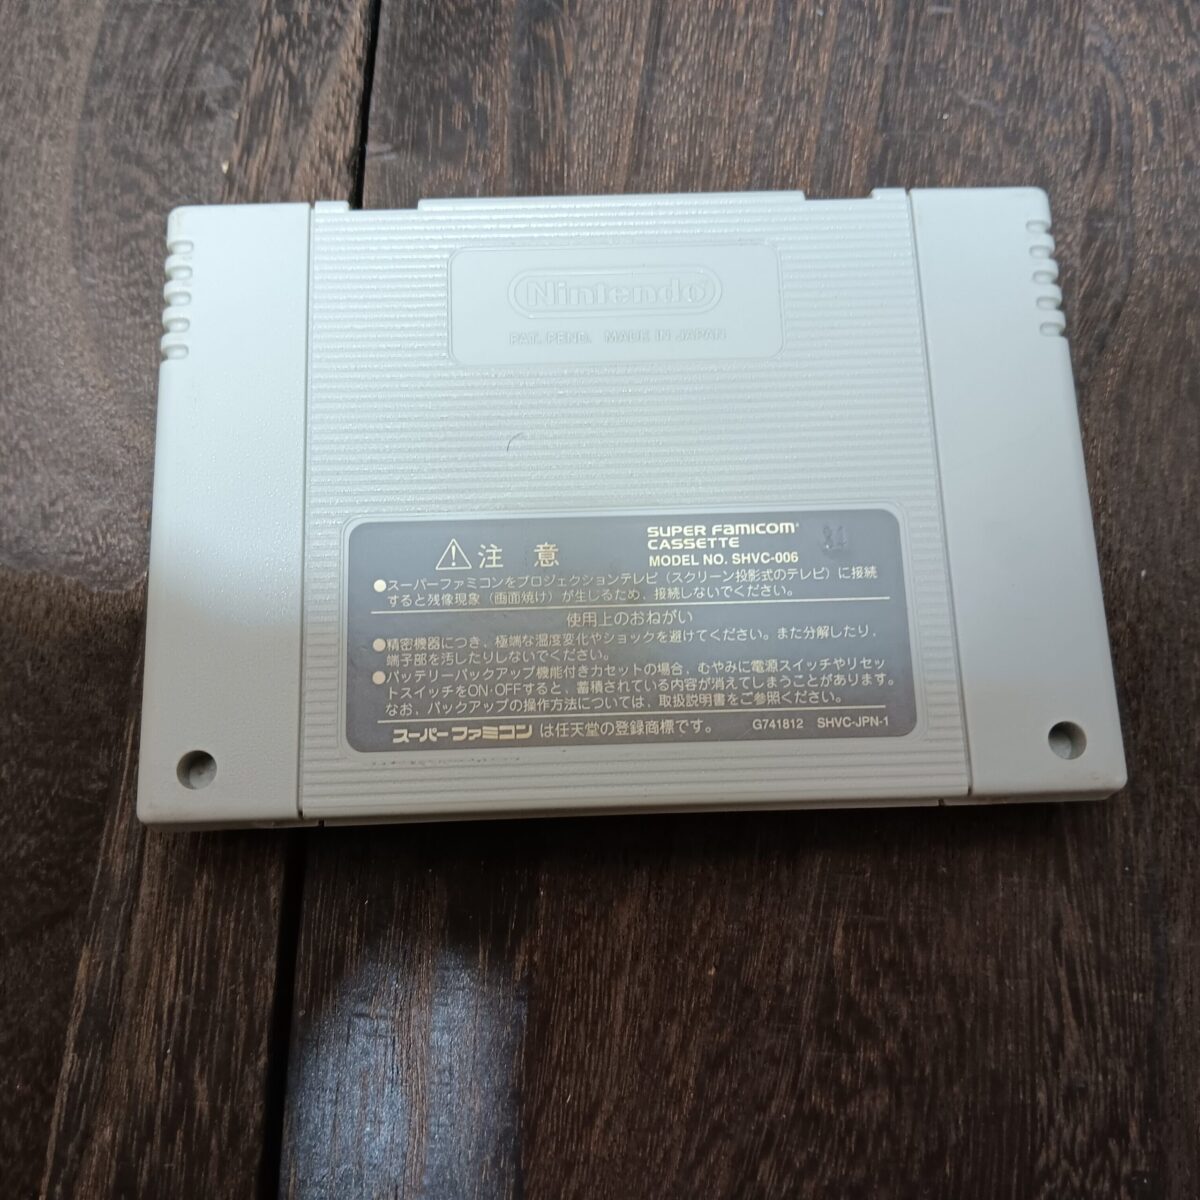 Nintendo
PAT. PEND. MADE IN JAPAN
注意
SUPER FAMICOM
CASSETTE
MODEL NO. SHVC-006
●スーパーファミコンをプロジェクションテレビ（スクリーン投影式のテレビ）に接続
すると残像現象（画面焼け）が生じるため、接続しないでください。
使用上のおねがい
●精密機器につき、極端な温度変化やショックを避けてください。また分解したり、
端子部を汚したりしないでください。
●バッテリーバックアップ機能付きカセットの場合、むやみに電源スイッチやリセッ
トスイッチをON・OFFすると、蓄積されている内容が消えてしまうことがあります。
なお、バックアップの操作方法については、取扱説明書をご参照ください。
スーパーファミコンは任天堂の登録商標です。 G741812 SHVC-JPN-1